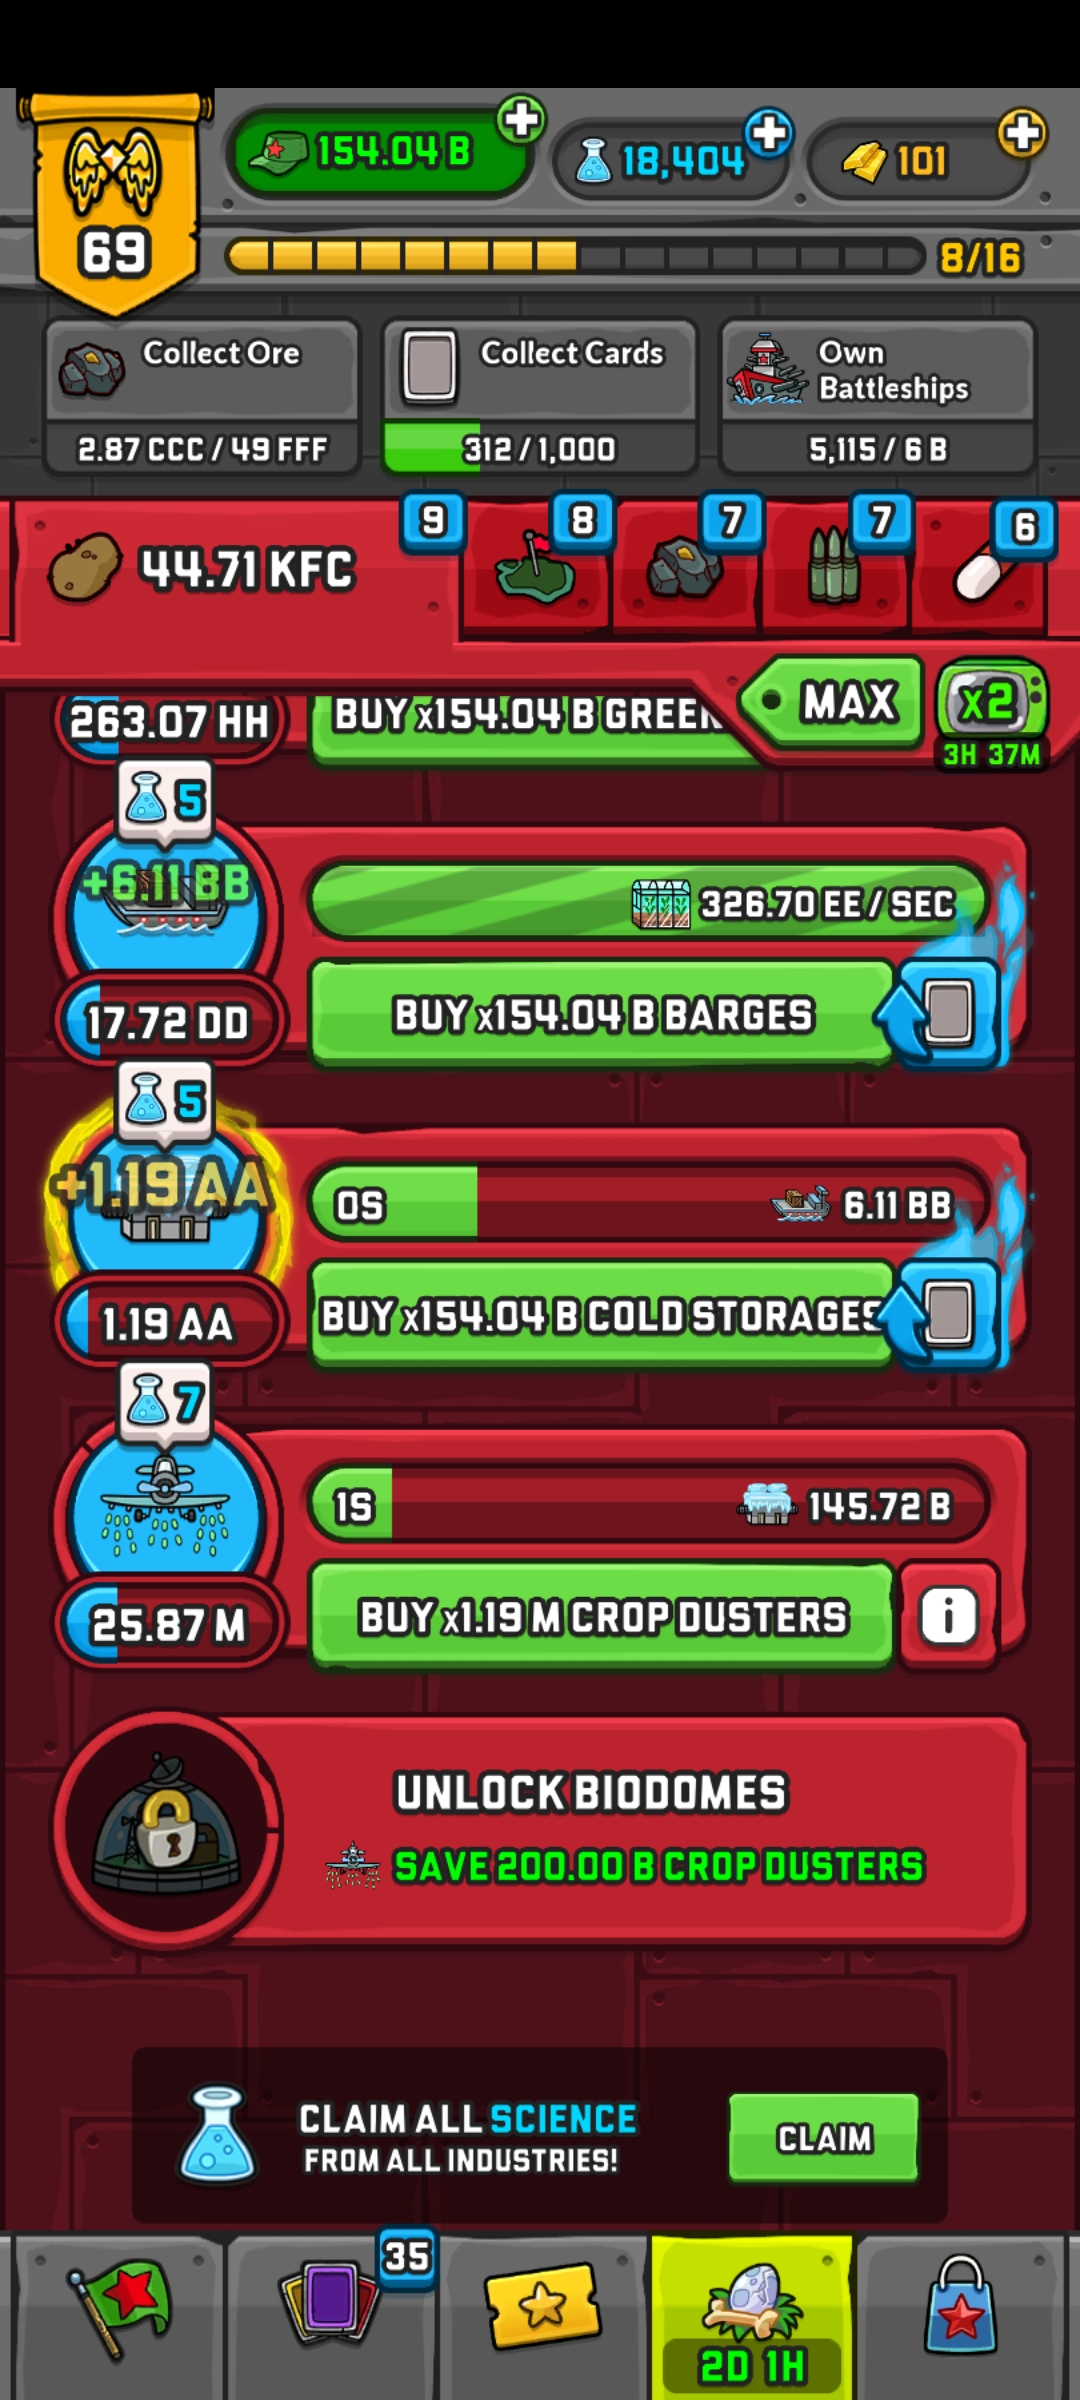 154.04 B
18,404
101
69
8/16
Collect Ore
2.87 CCC / 49 FFF
Collect Cards
312 / 1,000
Own
Battleships
5,115 / 6 B
44.71 KFC
9
8
7
7
6
MAX
x2
3H 37M
263.07 HH
BUY x154.04 B GREEN
5
+6.11 BB
326.70 EE / SEC
17.72 DD
BUY x154.04 B BARGES
5
+1.19 AA
0S
6.11 BB
1.19 AA
BUY x154.04 B COLD STORAGES
7
1S
145.72 B
25.87 M
BUY x1.19 M CROP DUSTERS
i
UNLOCK BIODOMES
SAVE 200.00 B CROP DUSTERS
CLAIM ALL SCIENCE
FROM ALL INDUSTRIES!
CLAIM
35
2D 1H